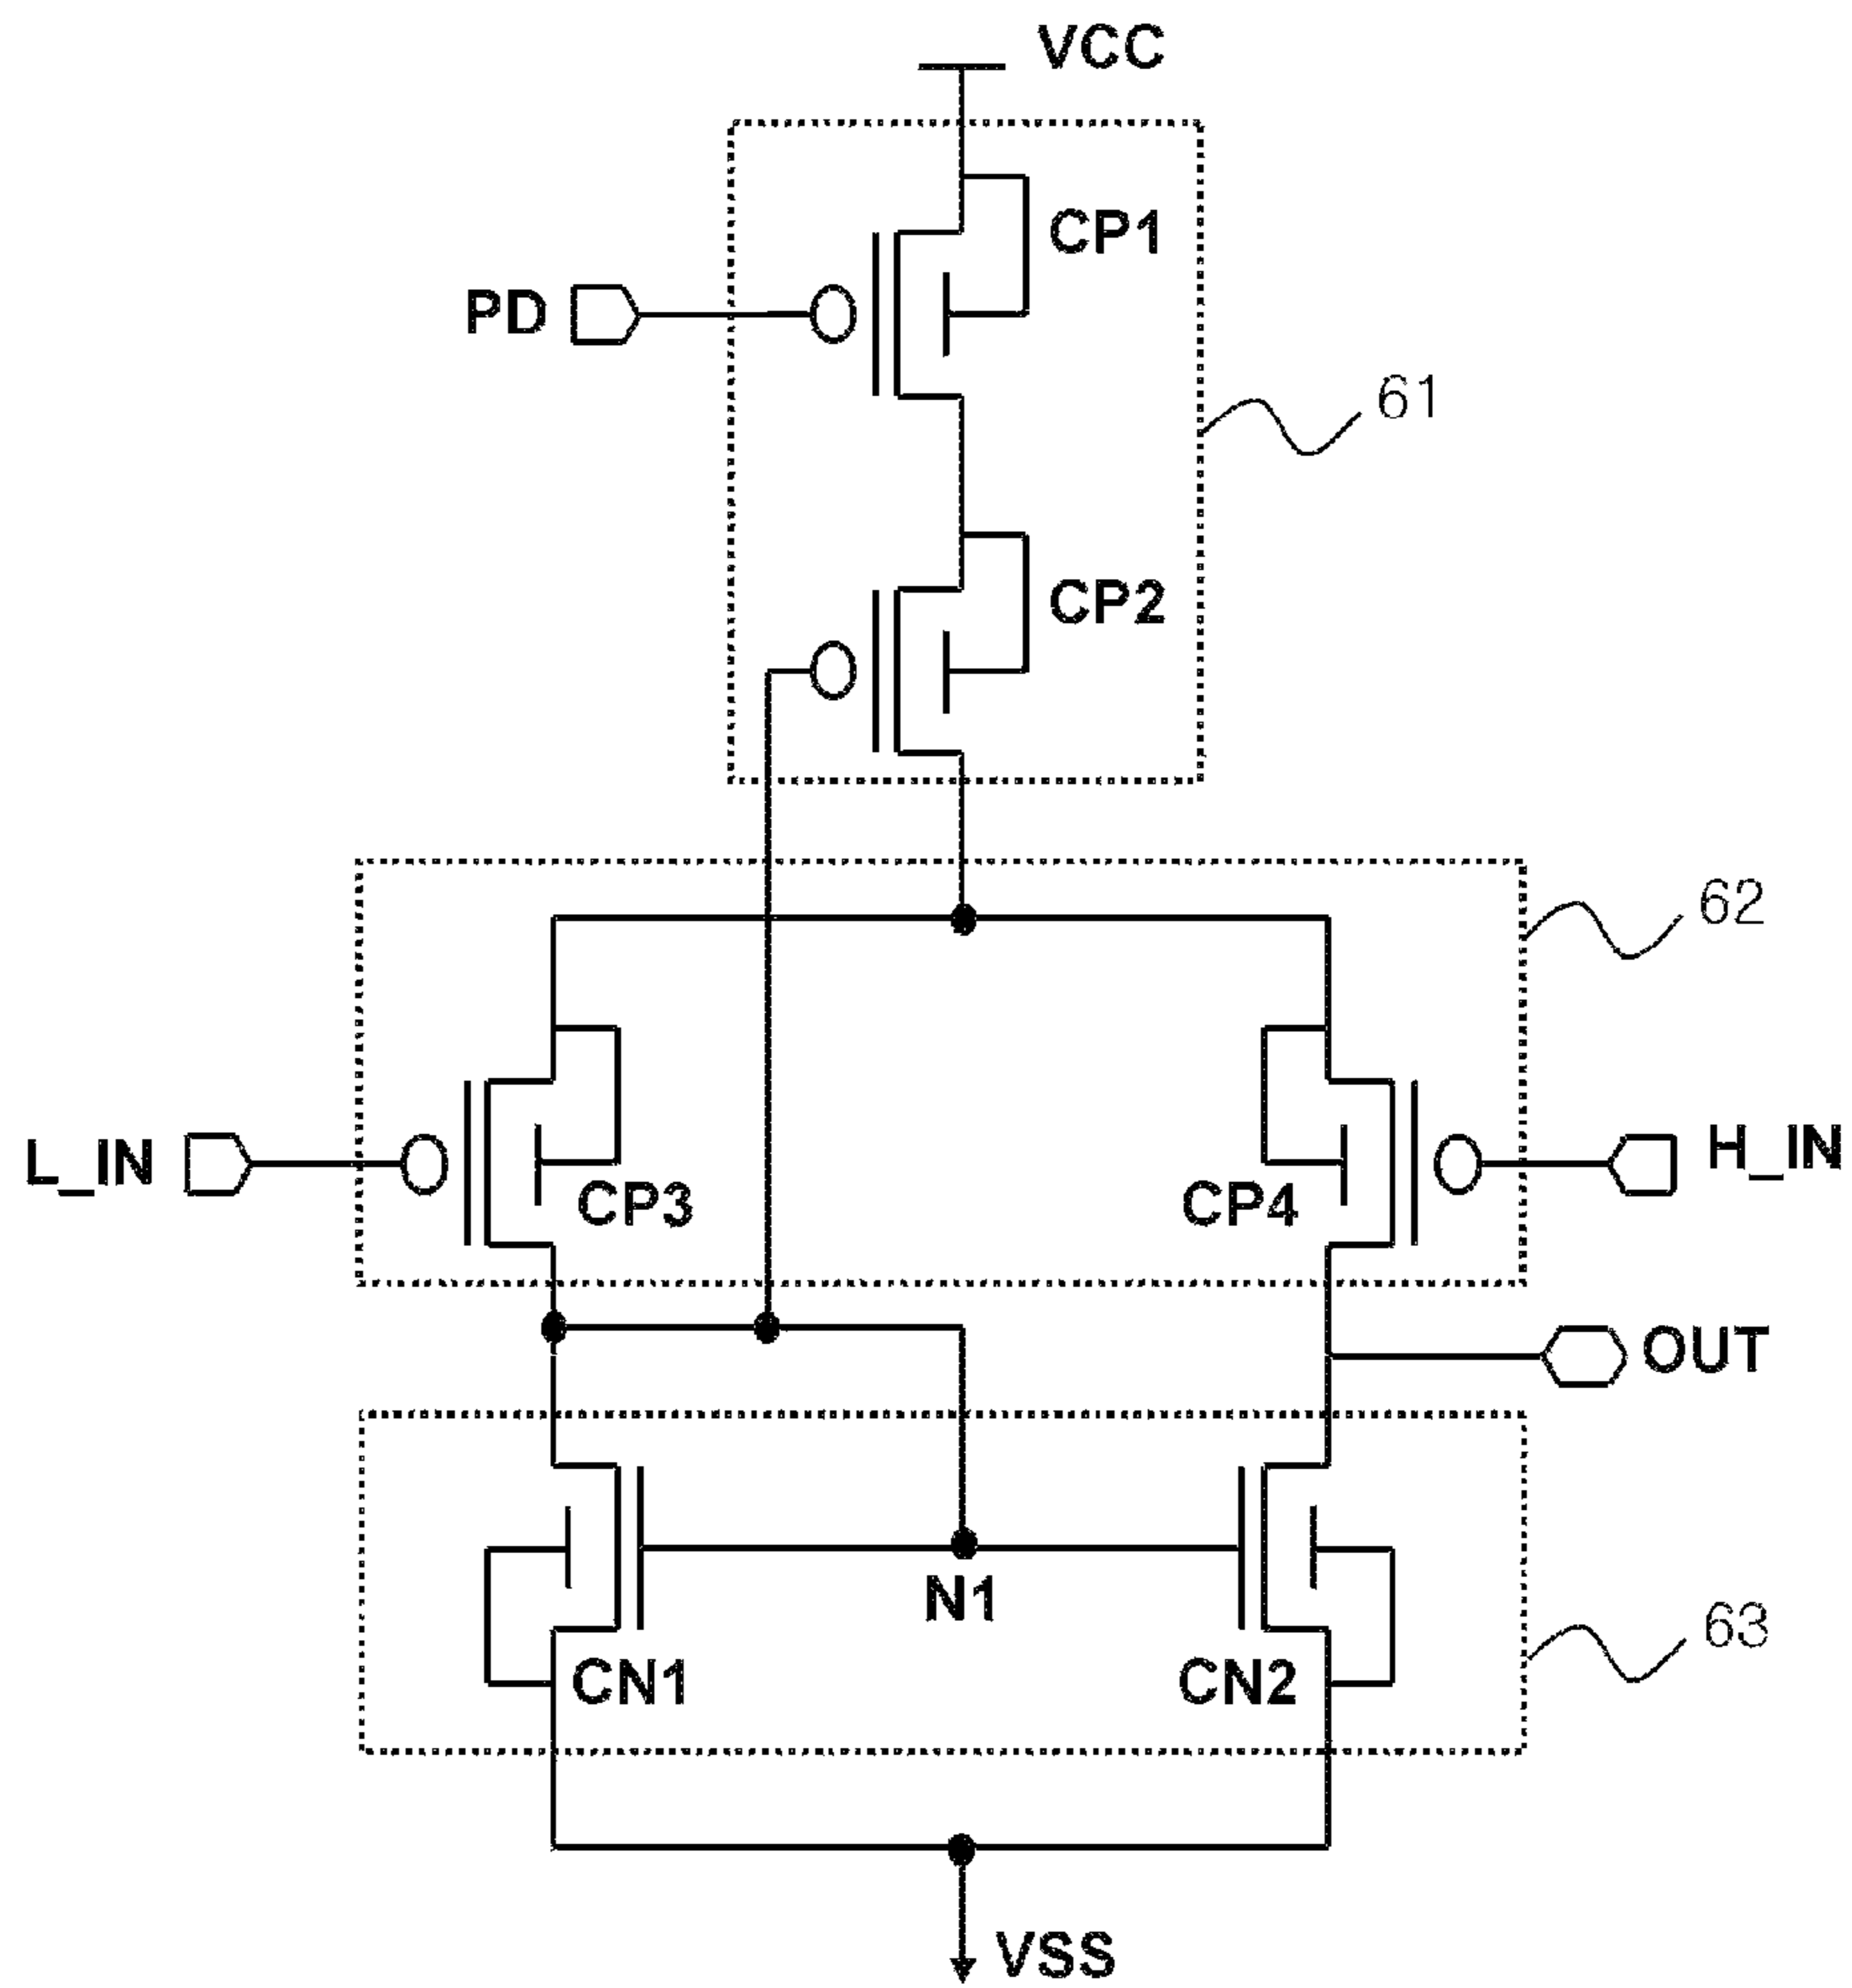 VCC
CP1
PD
61
CP2
62
L_IN
H_IN
CP3
CP4
OUT
N1
63
CN1
CN2
VSS